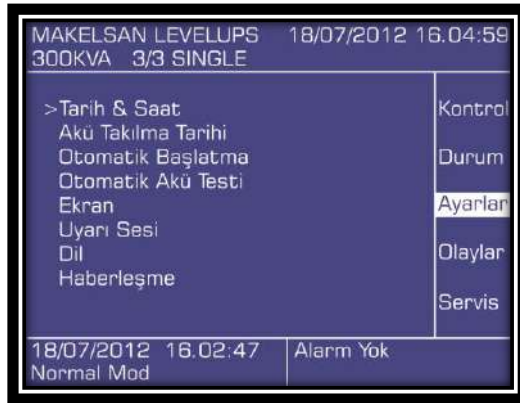 MAKELSAN LEVELUPS 18/07/2012 16.04:59
300KVA 3/3 SINGLE
>Tarih & Saat
Akü Takılma Tarihi
Otomatik Başlatma
Otomatik Akü Testi
Ekran
Uyarı Sesi
Dil
Haberleşme
Kontrol
Durum
Ayarlar
Olaylar
Servis
18/07/2012 16.02:47 Alarm Yok
Normal Mod